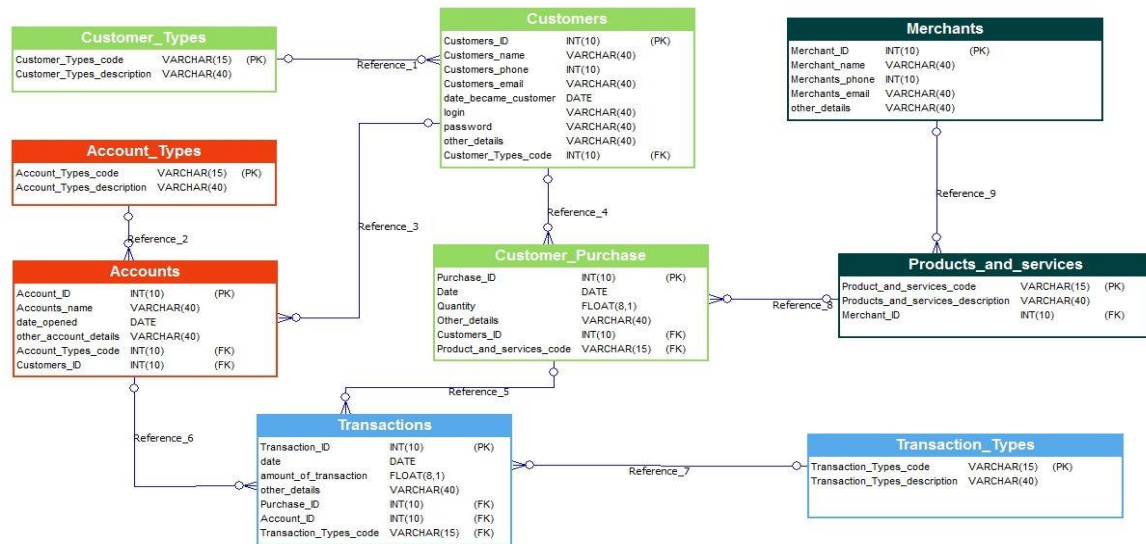 Customer_Types
Customer_Types_code VARCHAR(15) (PK)
Customer_Types_description VARCHAR(40)
Reference_1
Customers
Customers_ID INT(10) (PK)
Customers_name VARCHAR(40)
Customers_phone INT(10)
Customers_email VARCHAR(40)
date_became_customer DATE
login VARCHAR(40)
password VARCHAR(40)
other_details VARCHAR(40)
Customer_Types_code INT(10) (FK)
Merchants
Merchant_ID INT(10) (PK)
Merchant_name VARCHAR(40)
Merchants_phone INT(10)
Merchants_email VARCHAR(40)
other_details VARCHAR(40)
Account_Types
Account_Types_code VARCHAR(15) (PK)
Account_Types_description VARCHAR(40)
Reference_2
Reference_3
Reference_4
Reference_9
Accounts
Account_ID INT(10) (PK)
Accounts_name VARCHAR(40)
date_opened DATE
other_account_details VARCHAR(40)
Account_Types_code INT(10) (FK)
Customers_ID INT(10) (FK)
Customer_Purchase
Purchase_ID INT(10) (PK)
Date DATE
Quantity FLOAT(8,1)
Other_details VARCHAR(40)
Customers_ID INT(10) (FK)
Product_and_services_code VARCHAR(15) (FK)
Reference_8
Products_and_services
Product_and_services_code VARCHAR(15) (PK)
Products_and_services_description VARCHAR(40)
Merchant_ID INT(10) (FK)
Reference_5
Reference_6
Transactions
Transaction_ID INT(10) (PK)
date DATE
amount_of_transaction FLOAT(8,1)
other_details VARCHAR(40)
Purchase_ID INT(10) (FK)
Account_ID INT(10) (FK)
Transaction_Types_code VARCHAR(15) (FK)
Reference_7
Transaction_Types
Transaction_Types_code VARCHAR(15) (PK)
Transaction_Types_description VARCHAR(40)